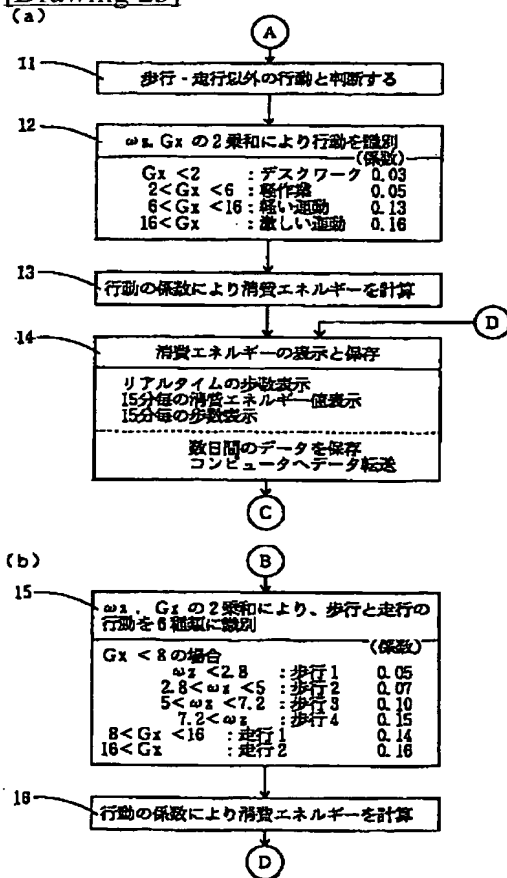 [Drawing 25]
(a)
A
11
歩行・走行以外の行動と判断する
12
ωz, Gx の2乗和により行動を識別
(係数)
Gx <2 : デスクワーク 0.03
2<Gx <6 : 軽作業 0.05
6<Gx <16 : 軽い運動 0.13
16<Gx : 激しい運動 0.16
13
行動の係数により消費エネルギーを計算
D
14
消費エネルギーの表示と保存
リアルタイムの歩数表示
15分毎の消費エネルギー値表示
15分毎の歩数表示
数日間のデータを保存
コンピュータへデータ転送
C
(b)
B
15
ωz , Gx の2乗和により、歩行と走行の
行動を6種類に識別
(係数)
Gx < 8の場合
ωz <2.8 : 歩行1 0.05
2.8<ωz <5 : 歩行2 0.07
5<ωz <7.2 : 歩行3 0.10
7.2<ωz : 歩行4 0.15
8<Gx <16 : 走行1 0.14
16<Gx : 走行2 0.16
16
行動の係数により消費エネルギーを計算
D